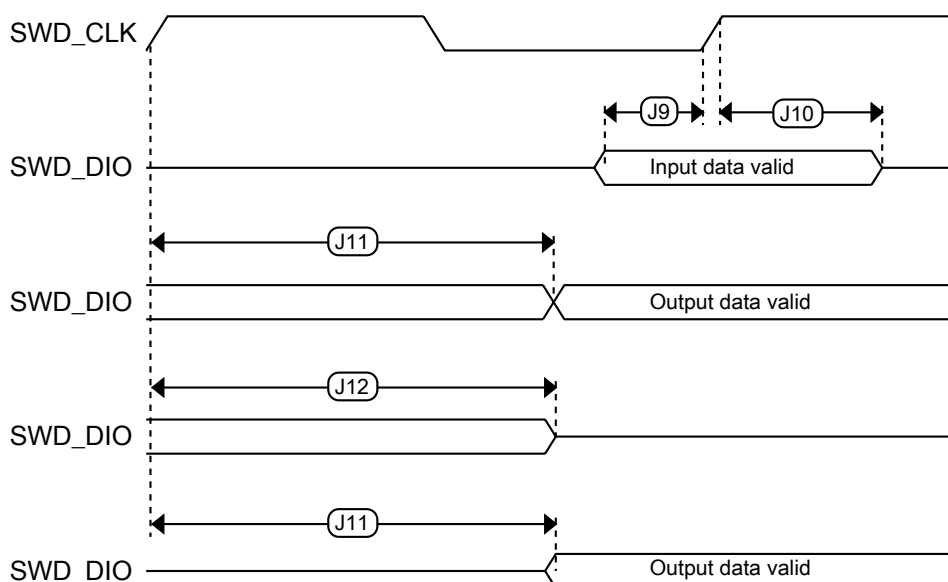 SWD_CLK
J9
J10
SWD_DIO
Input data valid
J11
SWD_DIO
Output data valid
J12
SWD_DIO
J11
SWD_DIO
Output data valid